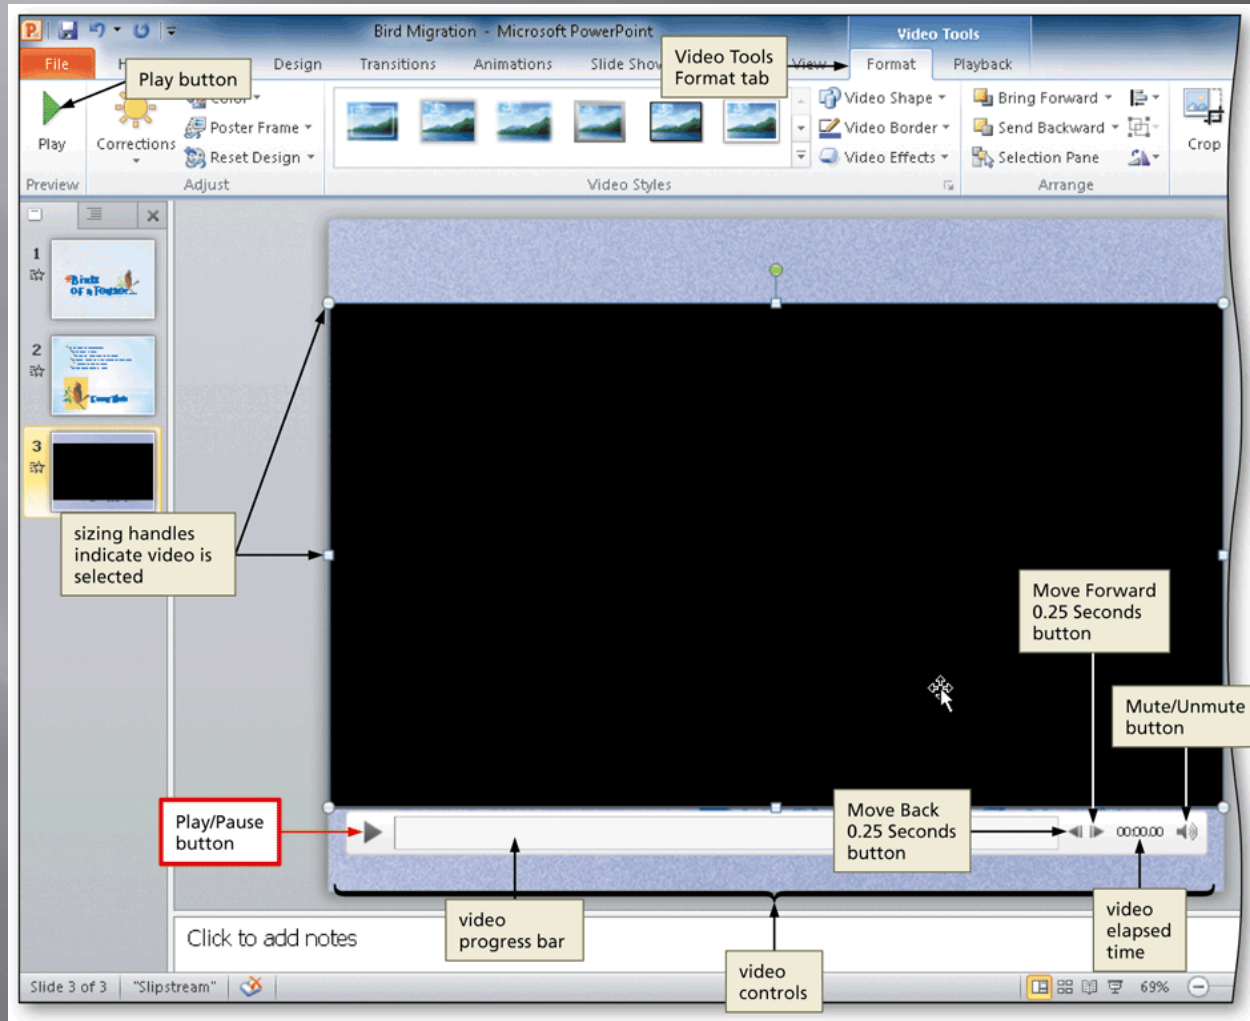 Bird Migration - Microsoft PowerPoint
Video Tools
File
Design
Transitions
Animations
Slide Show
View
Format
Playback
Play button
Video Tools
Format tab
Play
Corrections
Color
Poster Frame
Reset Design
Video Shape
Video Border
Video Effects
Bring Forward
Send Backward
Selection Pane
Crop
Preview
Adjust
Video Styles
Arrange
1
Birds
of a Feather
2
3
sizing handles
indicate video is
selected
Move Forward
0.25 Seconds
button
Mute/Unmute
button
Play/Pause
button
Move Back
0.25 Seconds
button
00:00.00
video
progress bar
video
controls
video
elapsed
time
Click to add notes
Slide 3 of 3
"Slipstream"
69%